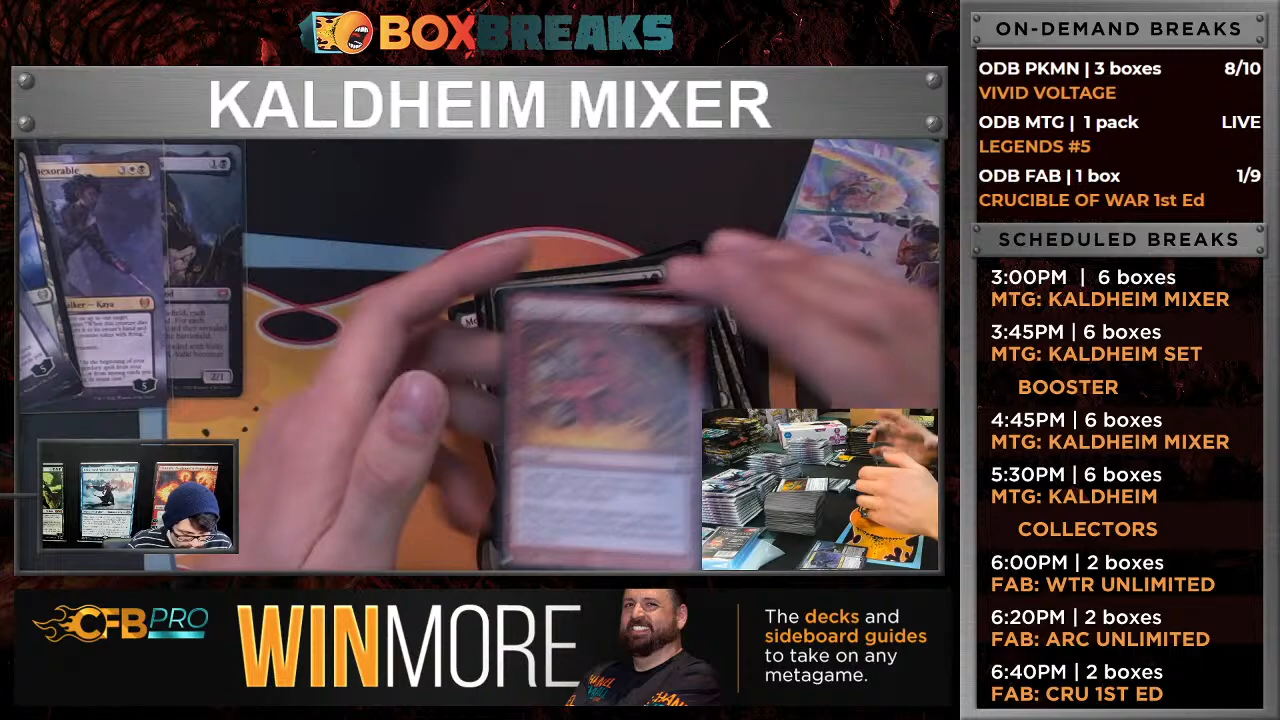 BOXBREAKS
KALDHEIM MIXER
2/1
5
5
CFBPRO
WINMORE
The decks and
sideboard guides
to take on any
metagame.
ON-DEMAND BREAKS
ODB PKMN | 3 boxes 8/10
VIVID VOLTAGE
ODB MTG | 1 pack LIVE
LEGENDS #5
ODB FAB | 1 box 1/9
CRUCIBLE OF WAR 1st Ed
SCHEDULED BREAKS
3:00PM | 6 boxes
MTG: KALDHEIM MIXER
3:45PM | 6 boxes
MTG: KALDHEIM SET
BOOSTER
4:45PM | 6 boxes
MTG: KALDHEIM MIXER
5:30PM | 6 boxes
MTG: KALDHEIM
COLLECTORS
6:00PM | 2 boxes
FAB: WTR UNLIMITED
6:20PM | 2 boxes
FAB: ARC UNLIMITED
6:40PM | 2 boxes
FAB: CRU 1ST ED